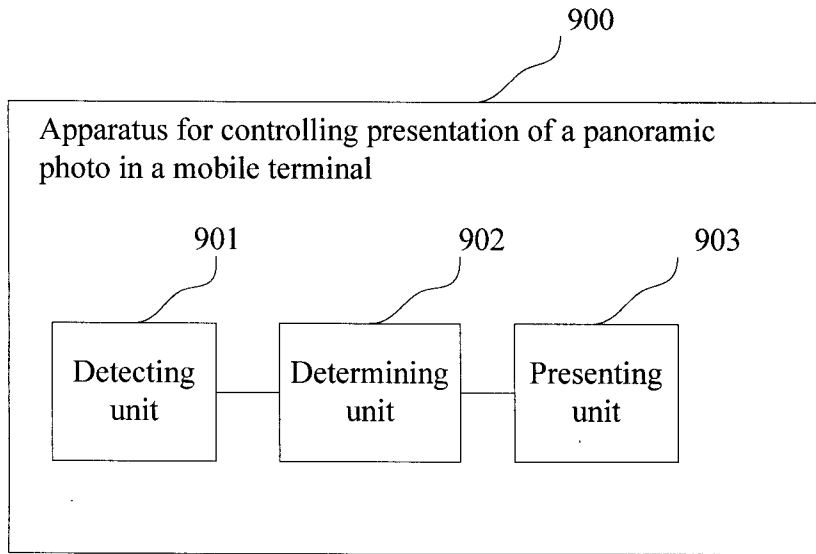 900
Apparatus for controlling presentation of a panoramic
photo in a mobile terminal
901
902
903
Detecting
unit
Determining
unit
Presenting
unit